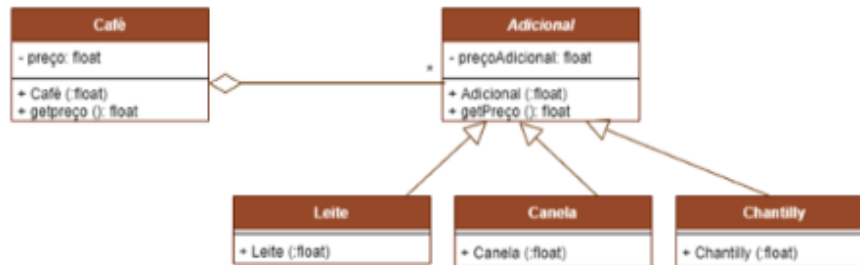 Café
- preço: float
+ Café (:float)
+ getpreço (): float
*
Adicional
- preçoAdicional: float
+ Adicional (:float)
+ getPreço (): float
Leite
+ Leite (:float)
Canela
+ Canela (:float)
Chantilly
+ Chantilly (:float)